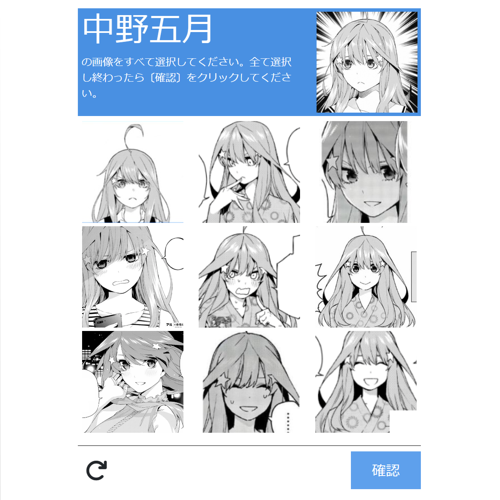 中野五月
の画像をすべて選択してください。全て選択
し終わったら〔確認〕をクリックしてくださ
い。
確認